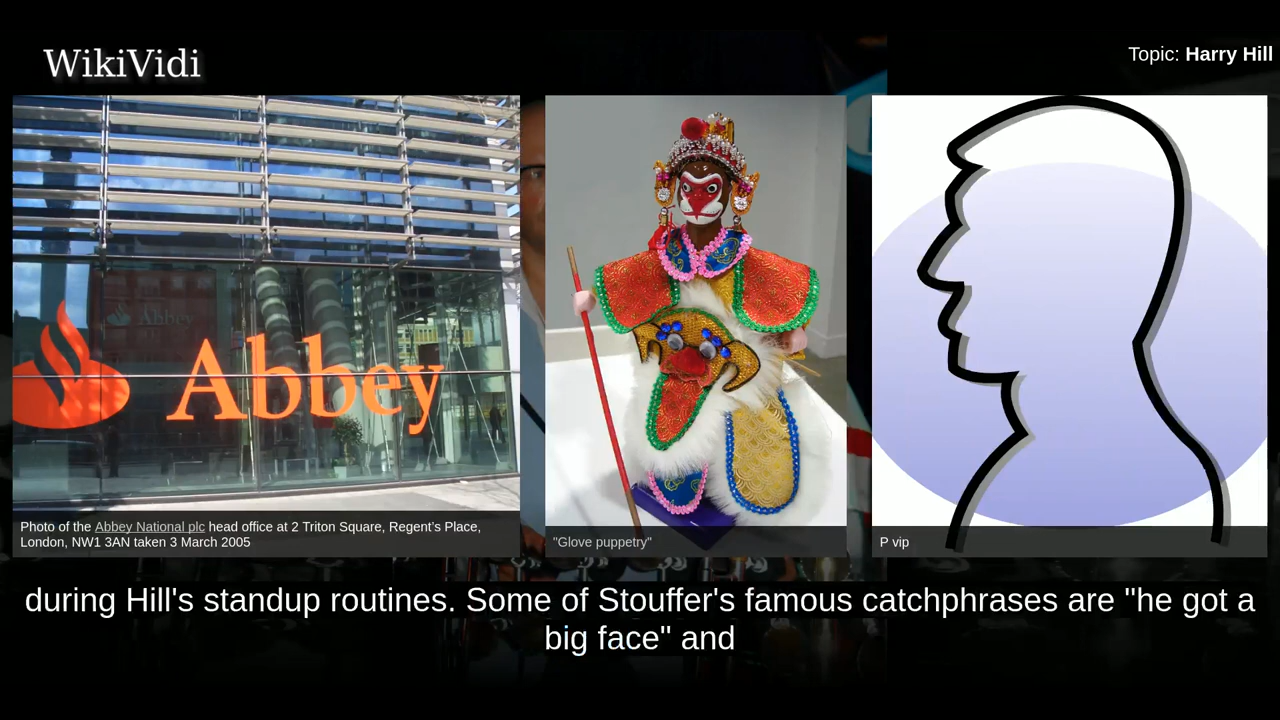 WikiVidi
Topic: Harry Hill
Abbey
Abbey
Photo of the Abbey National plc head office at 2 Triton Square, Regent's Place,
London, NW1 3AN taken 3 March 2005
"Glove puppetry"
P vip
during Hill's standup routines. Some of Stouffer's famous catchphrases are "he got a
big face" and